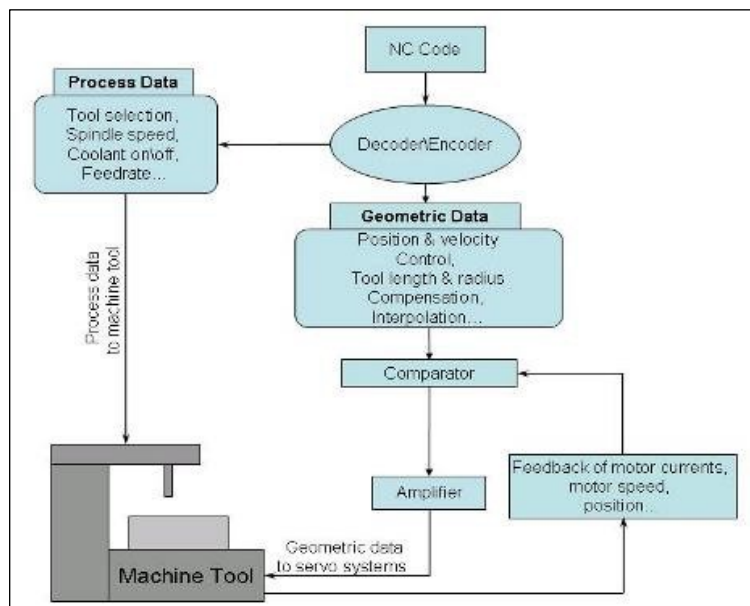 NC Code
Process Data
Tool selection,
Spindle speed,
Coolant on\off,
Feedrate...
Decoder\Encoder
Geometric Data
Position & velocity
Control,
Tool length & radius
Compensation,
Interpolation...
Process data
to machine tool
Comparator
Feedback of motor currents,
motor speed,
position...
Amplifier
Geometric data
to servo systems
Machine Tool